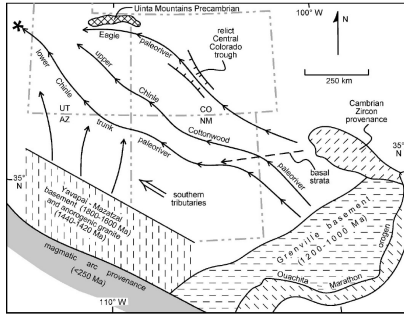 Uinta Mountains Precambrian
100° W
N
Eagle
paleoriver
relict
Central
Colorado
trough
250 km
lower
Chinle
upper
Chinle
UT
AZ
CO
NM
Cambrian
Zircon
provenance
trunk
paleoriver
Cottonwood
paleoriver
basal
strata
35°
N
35°
N
southern
tributaries
Yavapai - Mazatzal
basement (1800-1600 Ma)
and anorogenic granite
(1440-1420 Ma)
Grenville basement
(1200-1000 Ma)
magmatic arc provenance
(<250 Ma)
Ouachita
Marathon
orogen
110° W